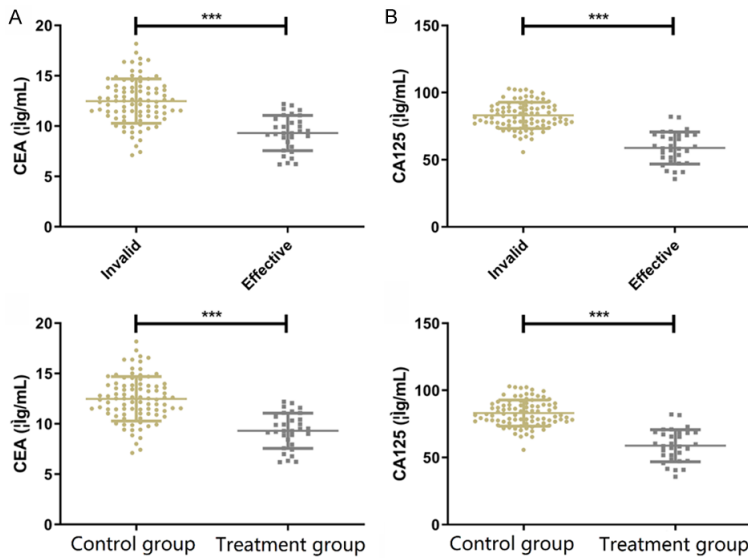 A
***
CEA (¦Ìg/mL)
20
15
10
5
0
Invalid
Effective
B
***
CA125 (¦Ìg/mL)
150
100
50
0
Invalid
Effective
***
CEA (¦Ìg/mL)
20
15
10
5
0
Control group
Treatment group
***
CA125 (¦Ìg/mL)
150
100
50
0
Control group
Treatment group